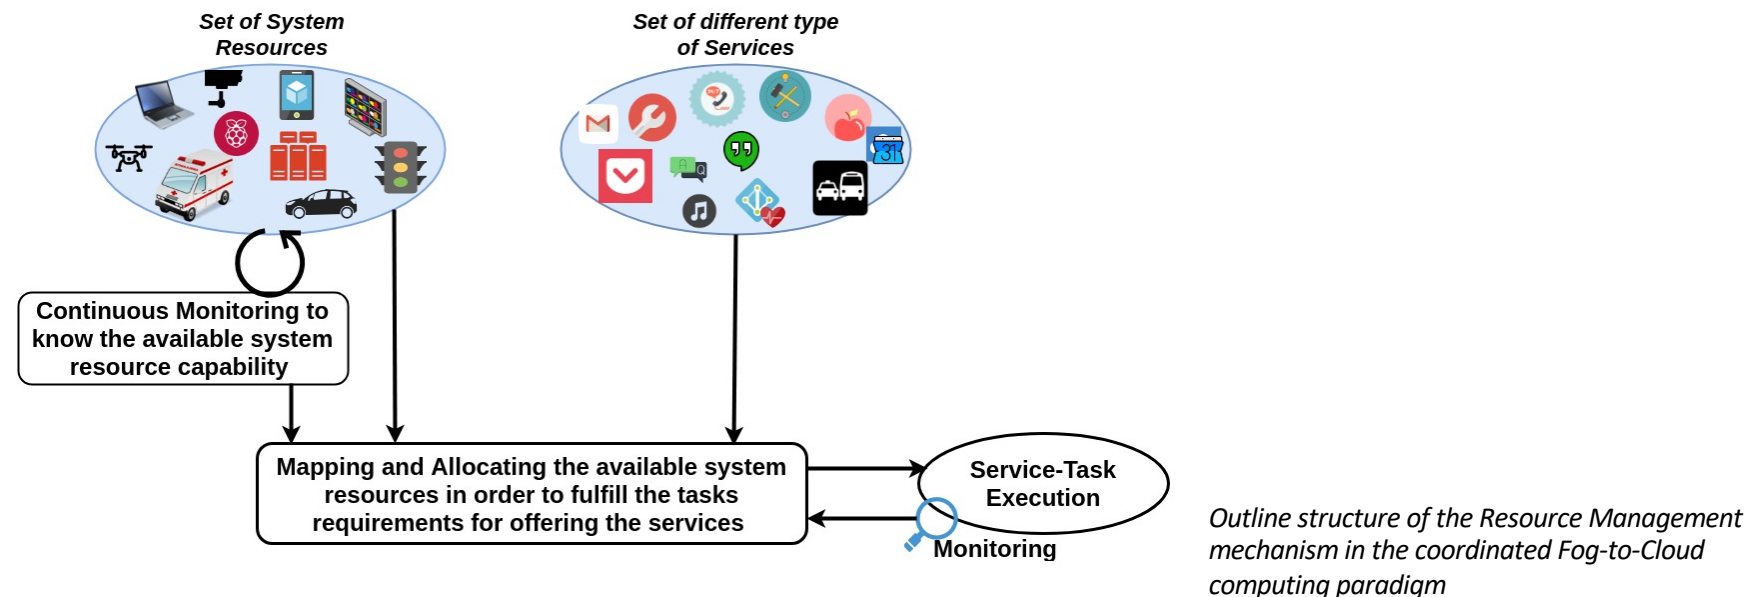 Set of System
Resources
Set of different type
of Services
31
A
Q
Continuous Monitoring to
know the available system
resource capability
Mapping and Allocating the available system
resources in order to fulfill the tasks
requirements for offering the services
Service-Task
Execution
Monitoring
Outline structure of the Resource Management
mechanism in the coordinated Fog-to-Cloud
computing paradigm